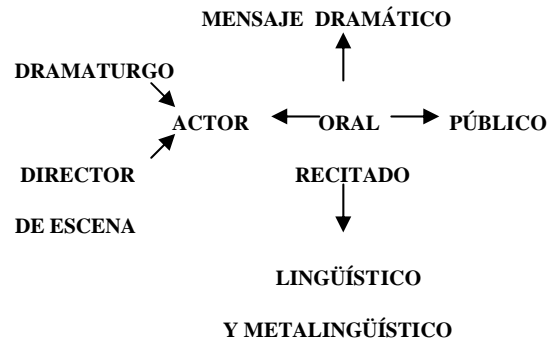 MENSAJE DRAMÁTICO
DRAMATURGO
ACTOR ORAL PÚBLICO
DIRECTOR RECITADO
DE ESCENA
LINGÜÍSTICO
Y METALINGÜÍSTICO